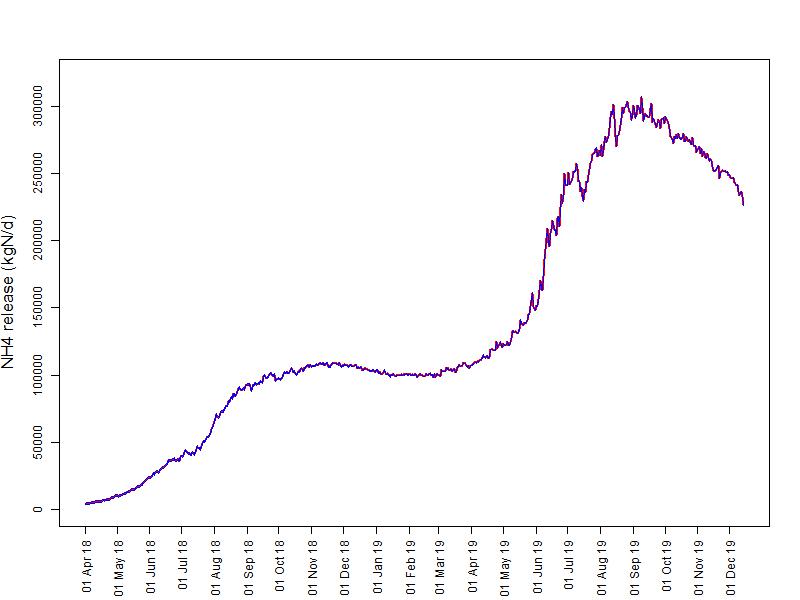 NH4 release (kgN/d)
300000
250000
200000
150000
100000
50000
0
01 Apr 18
01 May 18
01 Jun 18
01 Jul 18
01 Aug 18
01 Sep 18
01 Oct 18
01 Nov 18
01 Dec 18
01 Jan 19
01 Feb 19
01 Mar 19
01 Apr 19
01 May 19
01 Jun 19
01 Jul 19
01 Aug 19
01 Sep 19
01 Oct 19
01 Nov 19
01 Dec 19